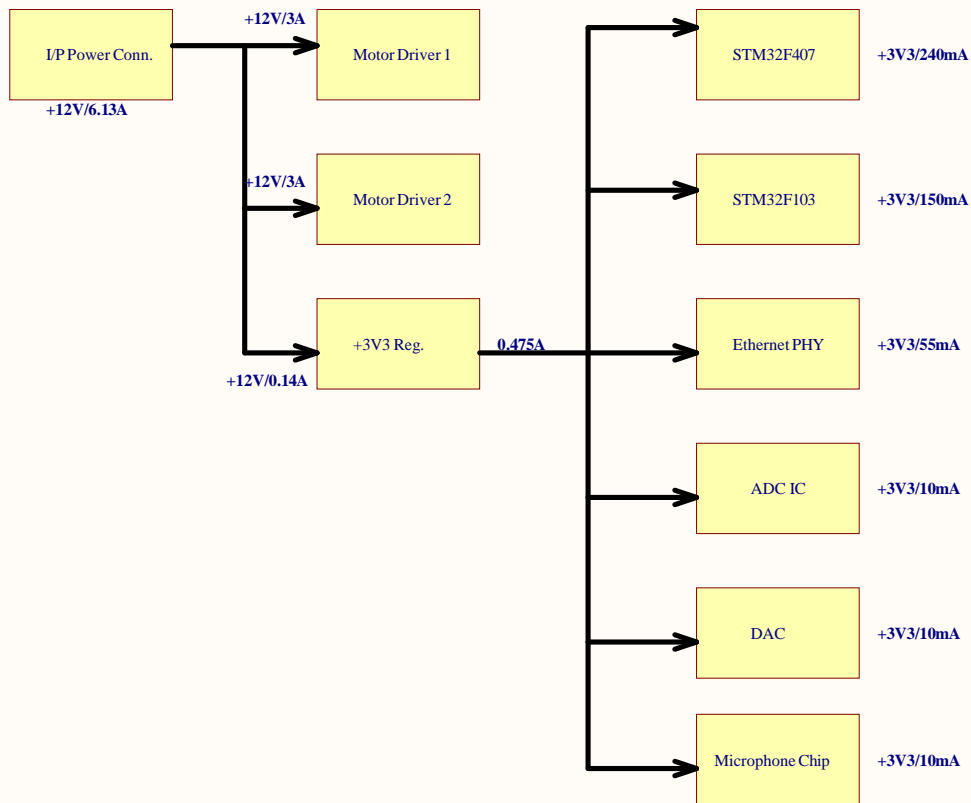 +12V/3A
I/P Power Conn.
Motor Driver 1
STM32F407
+3V3/240mA
+12V/6.13A
+12V/3A
Motor Driver 2
STM32F103
+3V3/150mA
+3V3 Reg.
0.475A
Ethernet PHY
+3V3/55mA
+12V/0.14A
ADC IC
+3V3/10mA
DAC
+3V3/10mA
Microphone Chip
+3V3/10mA